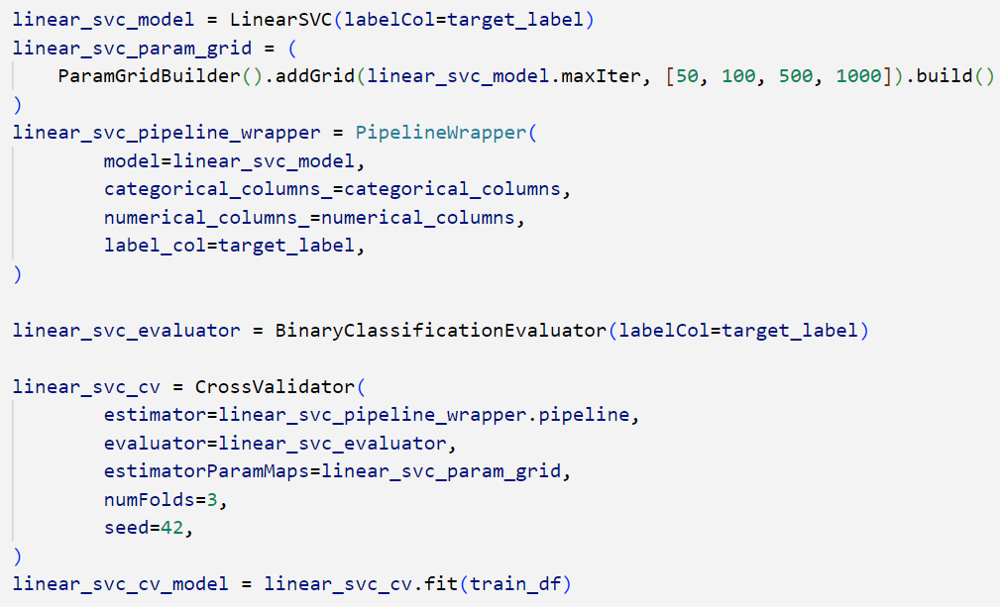 linear_svc_model = LinearSVC(labelCol=target_label)
linear_svc_param_grid = (
    ParamGridBuilder().addGrid(linear_svc_model.maxIter, [50, 100, 500, 1000]).build()
)
linear_svc_pipeline_wrapper = PipelineWrapper(
        model=linear_svc_model,
        categorical_columns_=categorical_columns,
        numerical_columns_=numerical_columns,
        label_col=target_label,
)

linear_svc_evaluator = BinaryClassificationEvaluator(labelCol=target_label)

linear_svc_cv = CrossValidator(
        estimator=linear_svc_pipeline_wrapper.pipeline,
        evaluator=linear_svc_evaluator,
        estimatorParamMaps=linear_svc_param_grid,
        numFolds=3,
        seed=42,
)
linear_svc_cv_model = linear_svc_cv.fit(train_df)